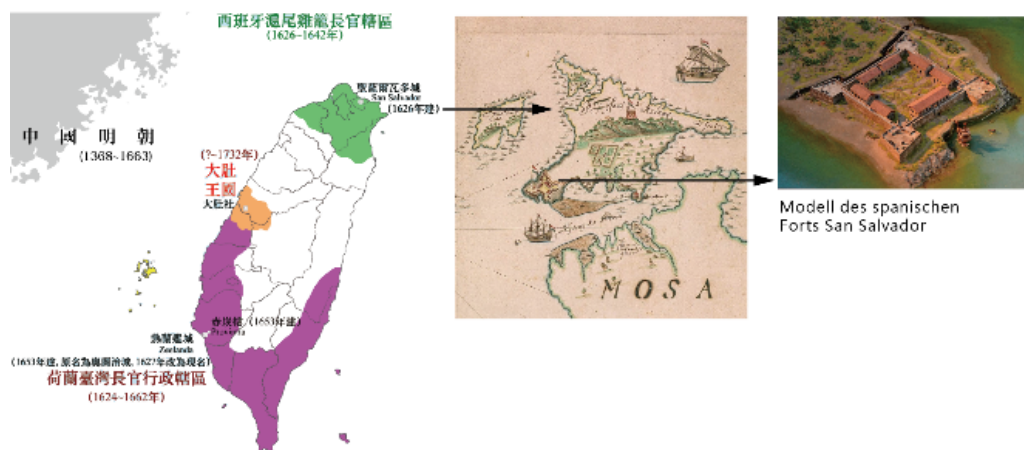 西班牙滬尾雞籠長官轄區
(1626~1642年)
聖薩爾瓦多城
San Salvador
(1626年建)
中國明朝
(1368~1663)
(?~1732年)
大肚
王國
大肚社
(1653年建)
熱蘭遮城
Zeelandia
荷蘭臺灣長官行政轄區
(1624~1662年)
MOSA
Modell des spanischen
Forts San Salvador